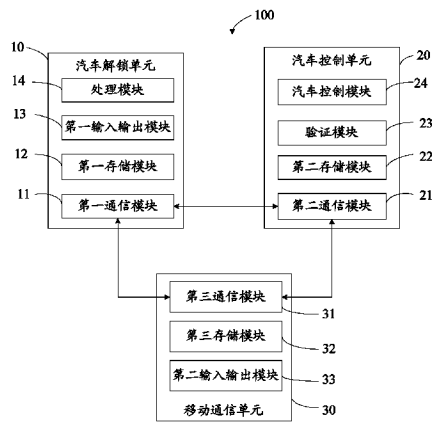 100
10
汽车解锁单元
14
处理模块
13
第一输入输出模块
12
第一存储模块
11
第一通信模块
20
汽车控制单元
汽车控制模块
24
验证模块
23
第二存储模块
22
第二通信模块
21
第三通信模块
31
第三存储模块
32
第二输入输出模块
33
移动通信单元
30